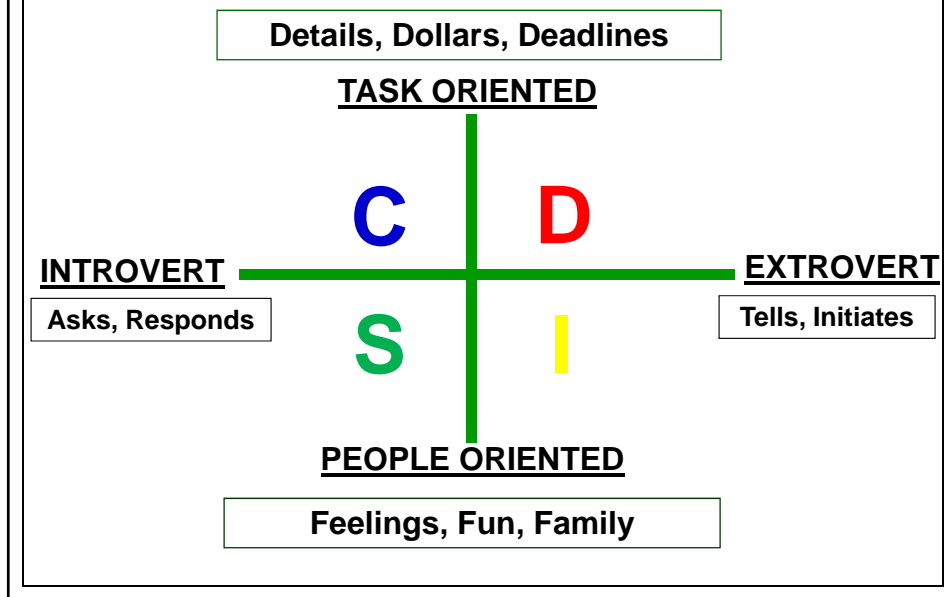 Details, Dollars, Deadlines
TASK ORIENTED
C D
INTROVERT EXTROVERT
Asks, Responds Tells, Initiates
S I
PEOPLE ORIENTED
Feelings, Fun, Family